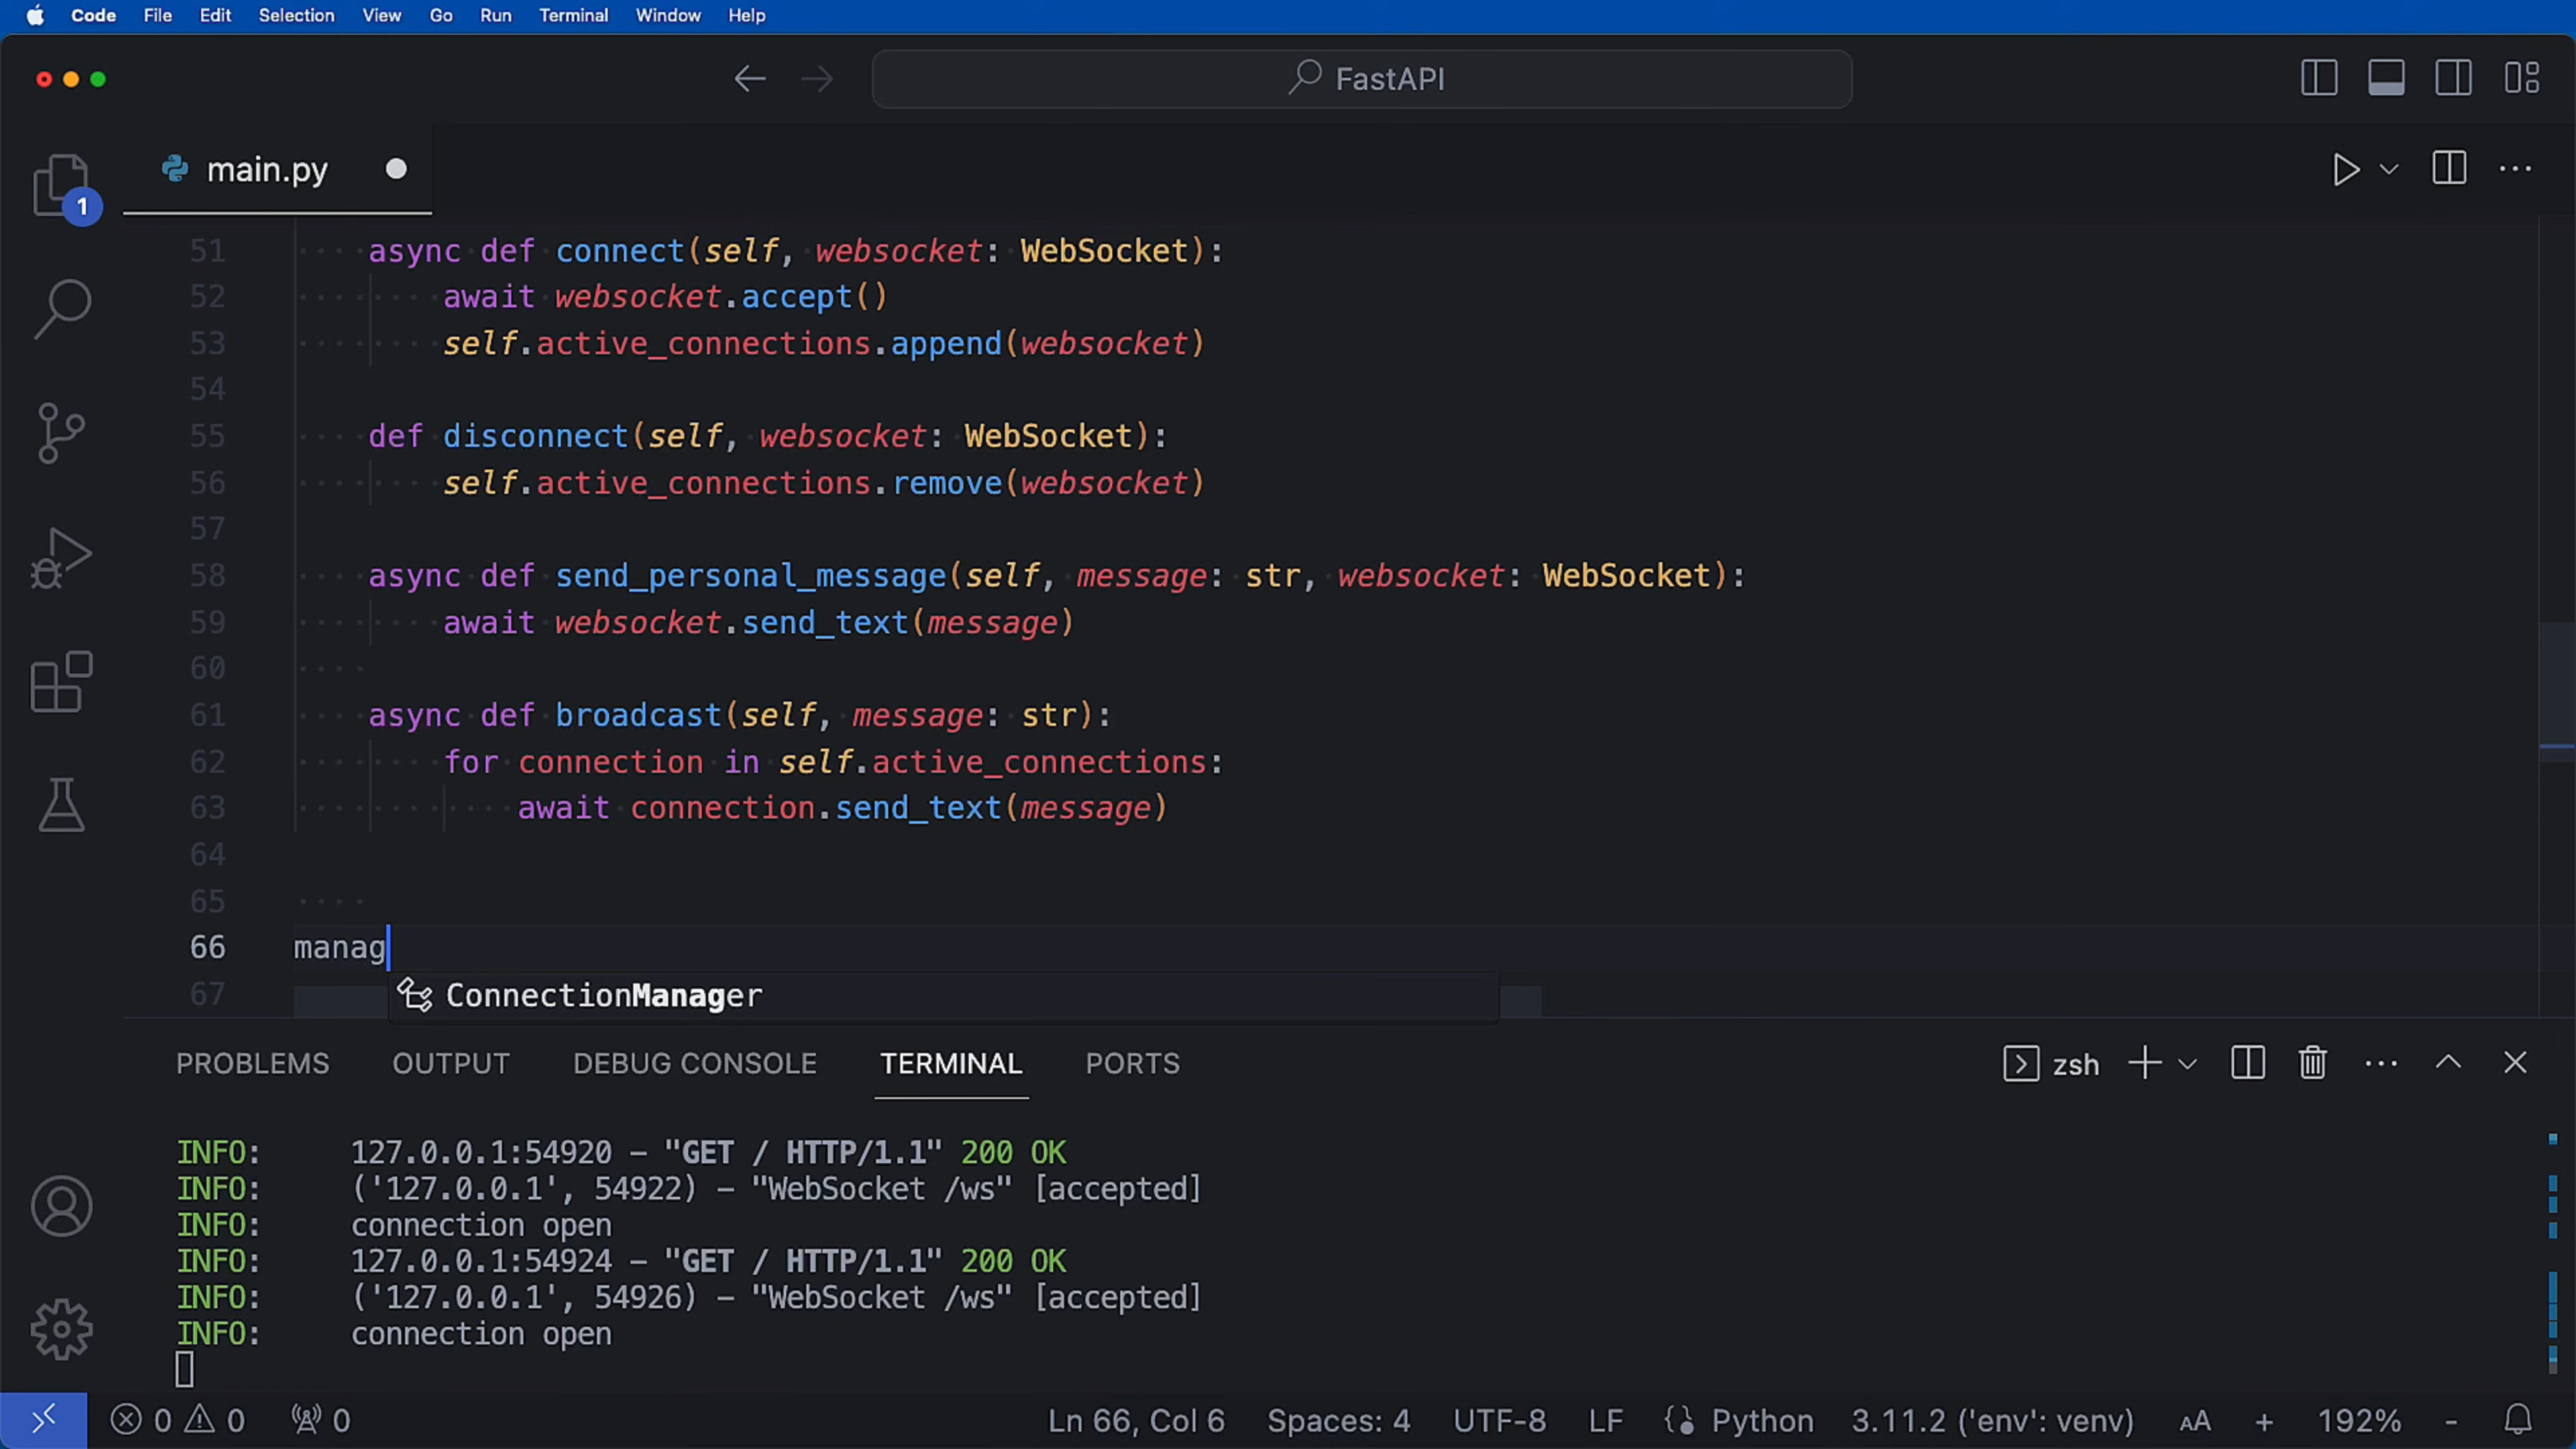 Code File Edit Selection View Go Run Terminal Window Help
FastAPI
main.py
1
51 async def connect(self, websocket: WebSocket):
52 await websocket.accept()
53 self.active_connections.append(websocket)
54
55 def disconnect(self, websocket: WebSocket):
56 self.active_connections.remove(websocket)
57
58 async def send_personal_message(self, message: str, websocket: WebSocket):
59 await websocket.send_text(message)
60
61 async def broadcast(self, message: str):
62 for connection in self.active_connections:
63 await connection.send_text(message)
64
65
66 manag
67 ConnectionManager
PROBLEMS OUTPUT DEBUG CONSOLE TERMINAL PORTS zsh
INFO: 127.0.0.1:54920 – "GET / HTTP/1.1" 200 OK
INFO: ('127.0.0.1', 54922) – "WebSocket /ws" [accepted]
INFO: connection open
INFO: 127.0.0.1:54924 – "GET / HTTP/1.1" 200 OK
INFO: ('127.0.0.1', 54926) – "WebSocket /ws" [accepted]
INFO: connection open
0 0 0 Ln 66, Col 6 Spaces: 4 UTF-8 LF Python 3.11.2 ('env': venv) AA + 192% -